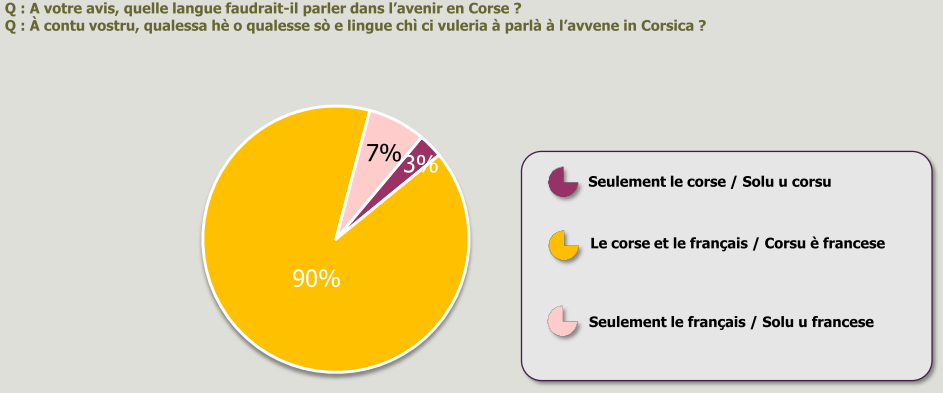 Q : A votre avis, quelle langue faudrait-il parler dans l’avenir en Corse ?
Q : À contu vostru, qualessa hè o qualesse sò e lingue chì ci vuleria à parlà à l’avvene in Corsica ?
7%
3%
90%
Seulement le corse / Solu u corsu
Le corse et le français / Corsu è francese
Seulement le français / Solu u francese